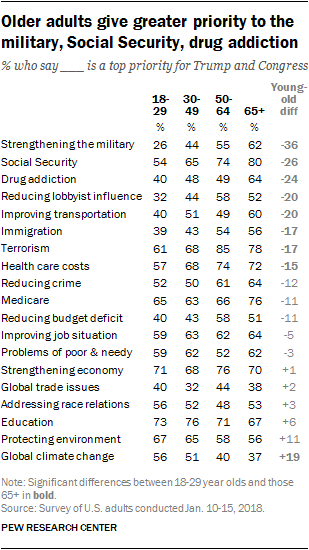 Older adults give greater priority to the
military, Social Security, drug addiction
% who say ____ is a top priority for Trump and Congress
18-29 30-49 50-64 65+ Young-old diff
% % % %
Strengthening the military 26 44 55 62 -36
Social Security 54 65 74 80 -26
Drug addiction 40 48 49 64 -24
Reducing lobbyist influence 32 44 58 52 -20
Improving transportation 40 51 49 60 -20
Immigration 39 43 54 56 -17
Terrorism 61 68 85 78 -17
Health care costs 57 68 74 72 -15
Reducing crime 52 50 61 64 -12
Medicare 65 63 66 76 -11
Reducing budget deficit 40 43 58 51 -11
Improving job situation 59 63 62 64 -5
Problems of poor & needy 59 62 52 62 -3
Strengthening economy 71 68 76 70 +1
Global trade issues 40 32 44 38 +2
Addressing race relations 56 52 48 53 +3
Education 73 76 71 67 +6
Protecting environment 67 65 58 56 +11
Global climate change 56 51 40 37 +19
Note: Significant differences between 18-29 year olds and those
65+ in bold.
Source: Survey of U.S. adults conducted Jan. 10-15, 2018.
PEW RESEARCH CENTER